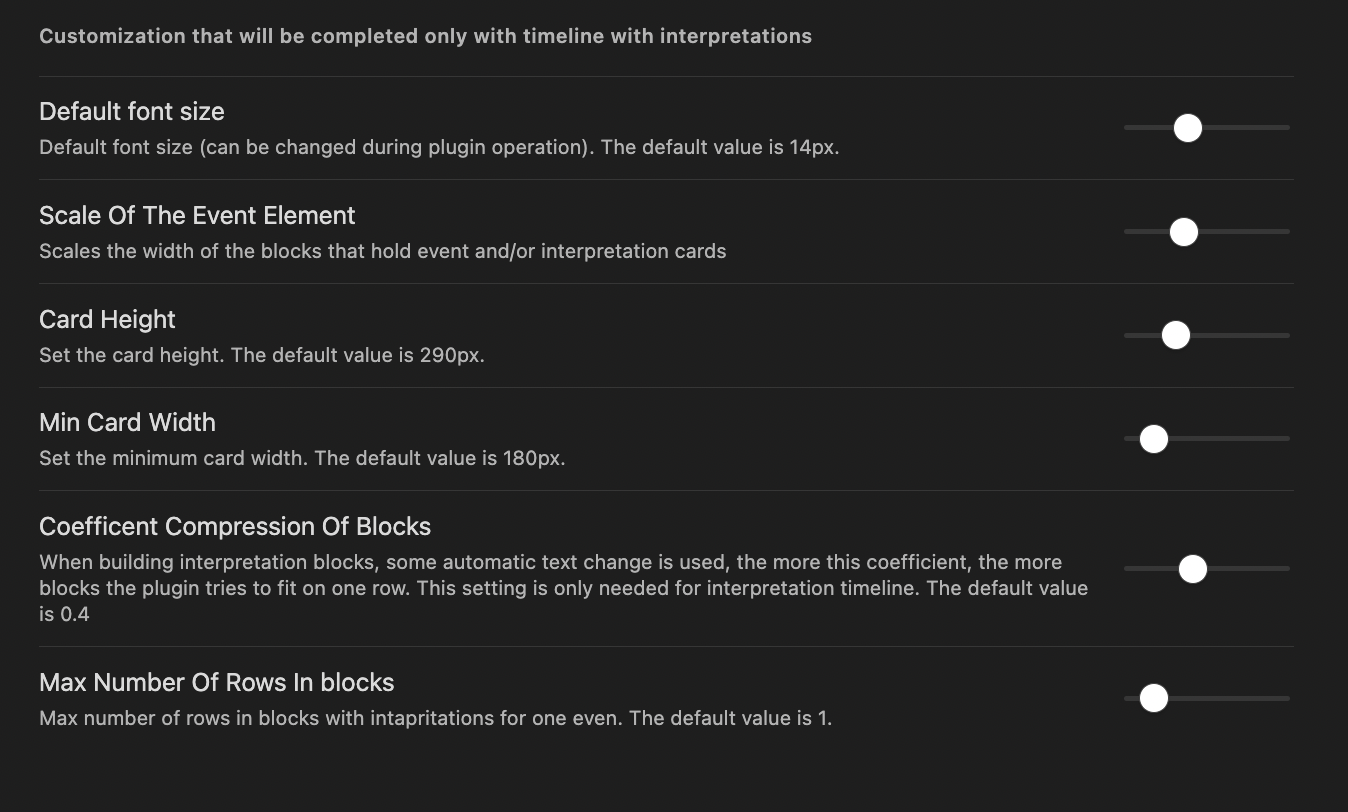 Customization that will be completed only with timeline with interpretations
Default font size
Default font size (can be changed during plugin operation). The default value is 14px.
Scale Of The Event Element
Scales the width of the blocks that hold event and/or interpretation cards
Card Height
Set the card height. The default value is 290px.
Min Card Width
Set the minimum card width. The default value is 180px.
Coefficent Compression Of Blocks
When building interpretation blocks, some automatic text change is used, the more this coefficient, the more
blocks the plugin tries to fit on one row. This setting is only needed for interpretation timeline. The default value
is 0.4
Max Number Of Rows In blocks
Max number of rows in blocks with intapritations for one even. The default value is 1.